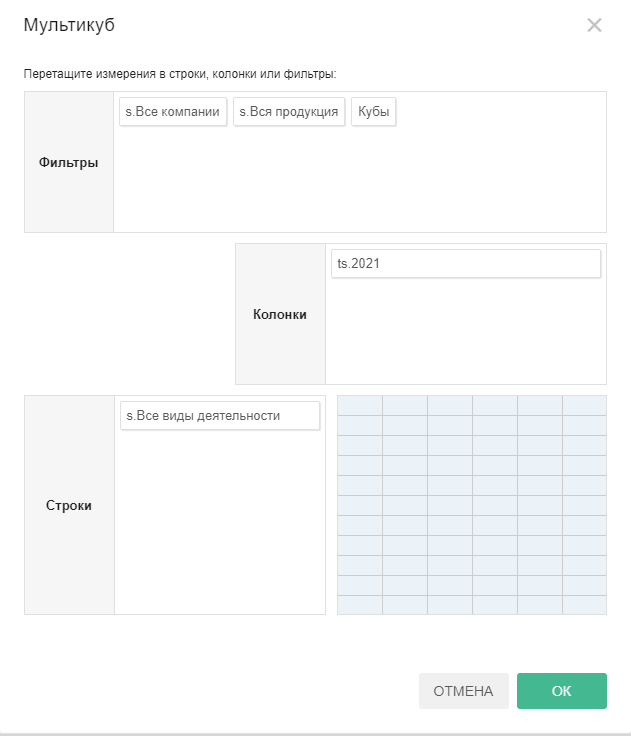 Мультикуб
Перетащите измерения в строки, колонки или фильтры:
Фильтры
s.Все компании
s.Вся продукция
Кубы
Колонки
ts.2021
Строки
s.Все виды деятельности
ОТМЕНА
ОК